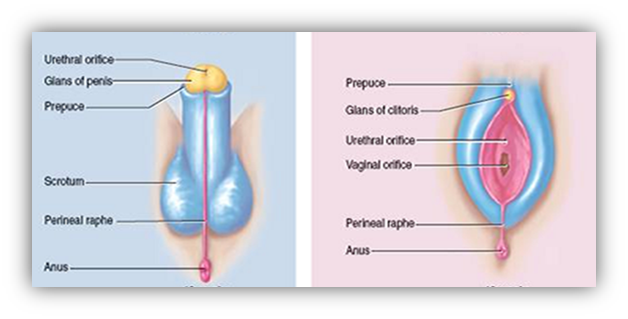 Urethral orifice
Glans of penis
Prepuce
Scrotum
Perineal raphe
Anus
Prepuce
Glans of clitoris
Urethral orifice
Vaginal orifice
Perineal raphe
Anus